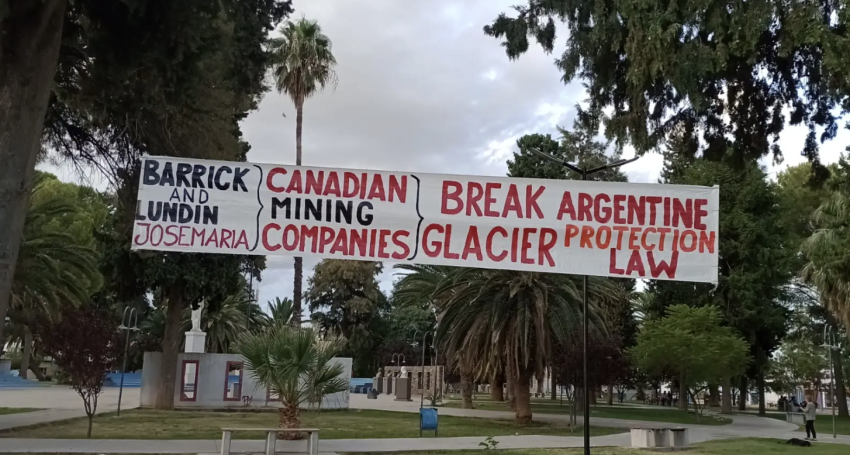 BARRICK
AND
LUNDIN
JOSEMARIA
CANADIAN
MINING
COMPANIES
BREAK ARGENTINE
GLACIER PROTECTION
LAW